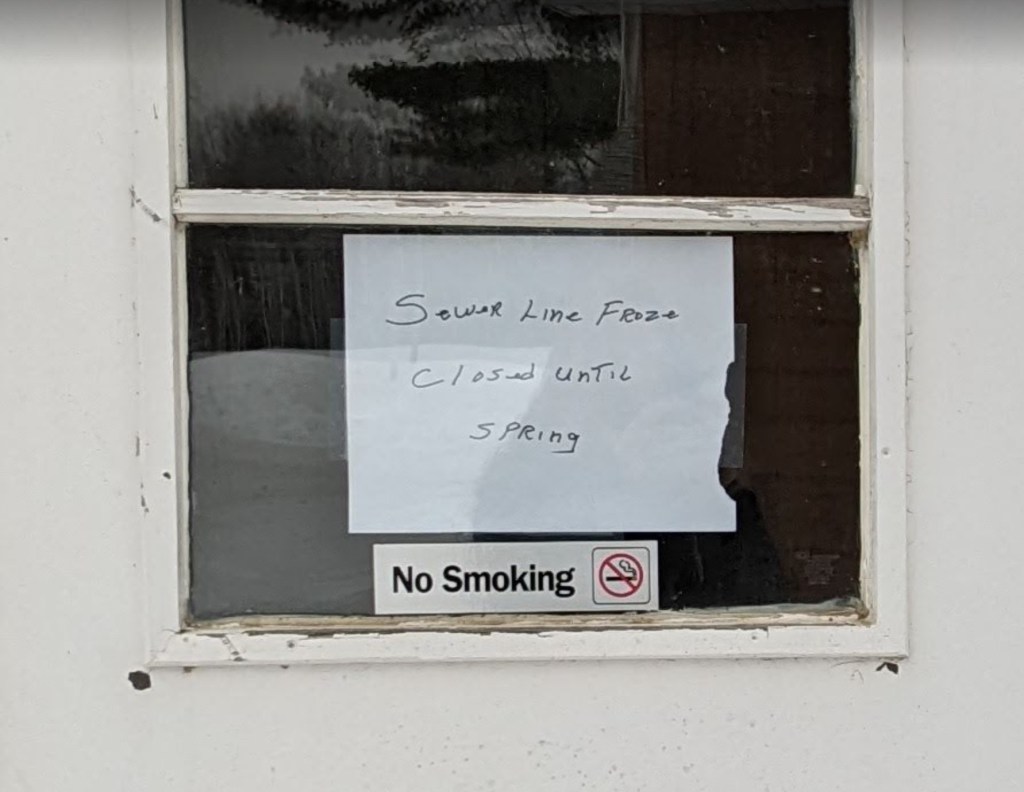 Sewer Line Froze
Closed Until
Spring
No Smoking